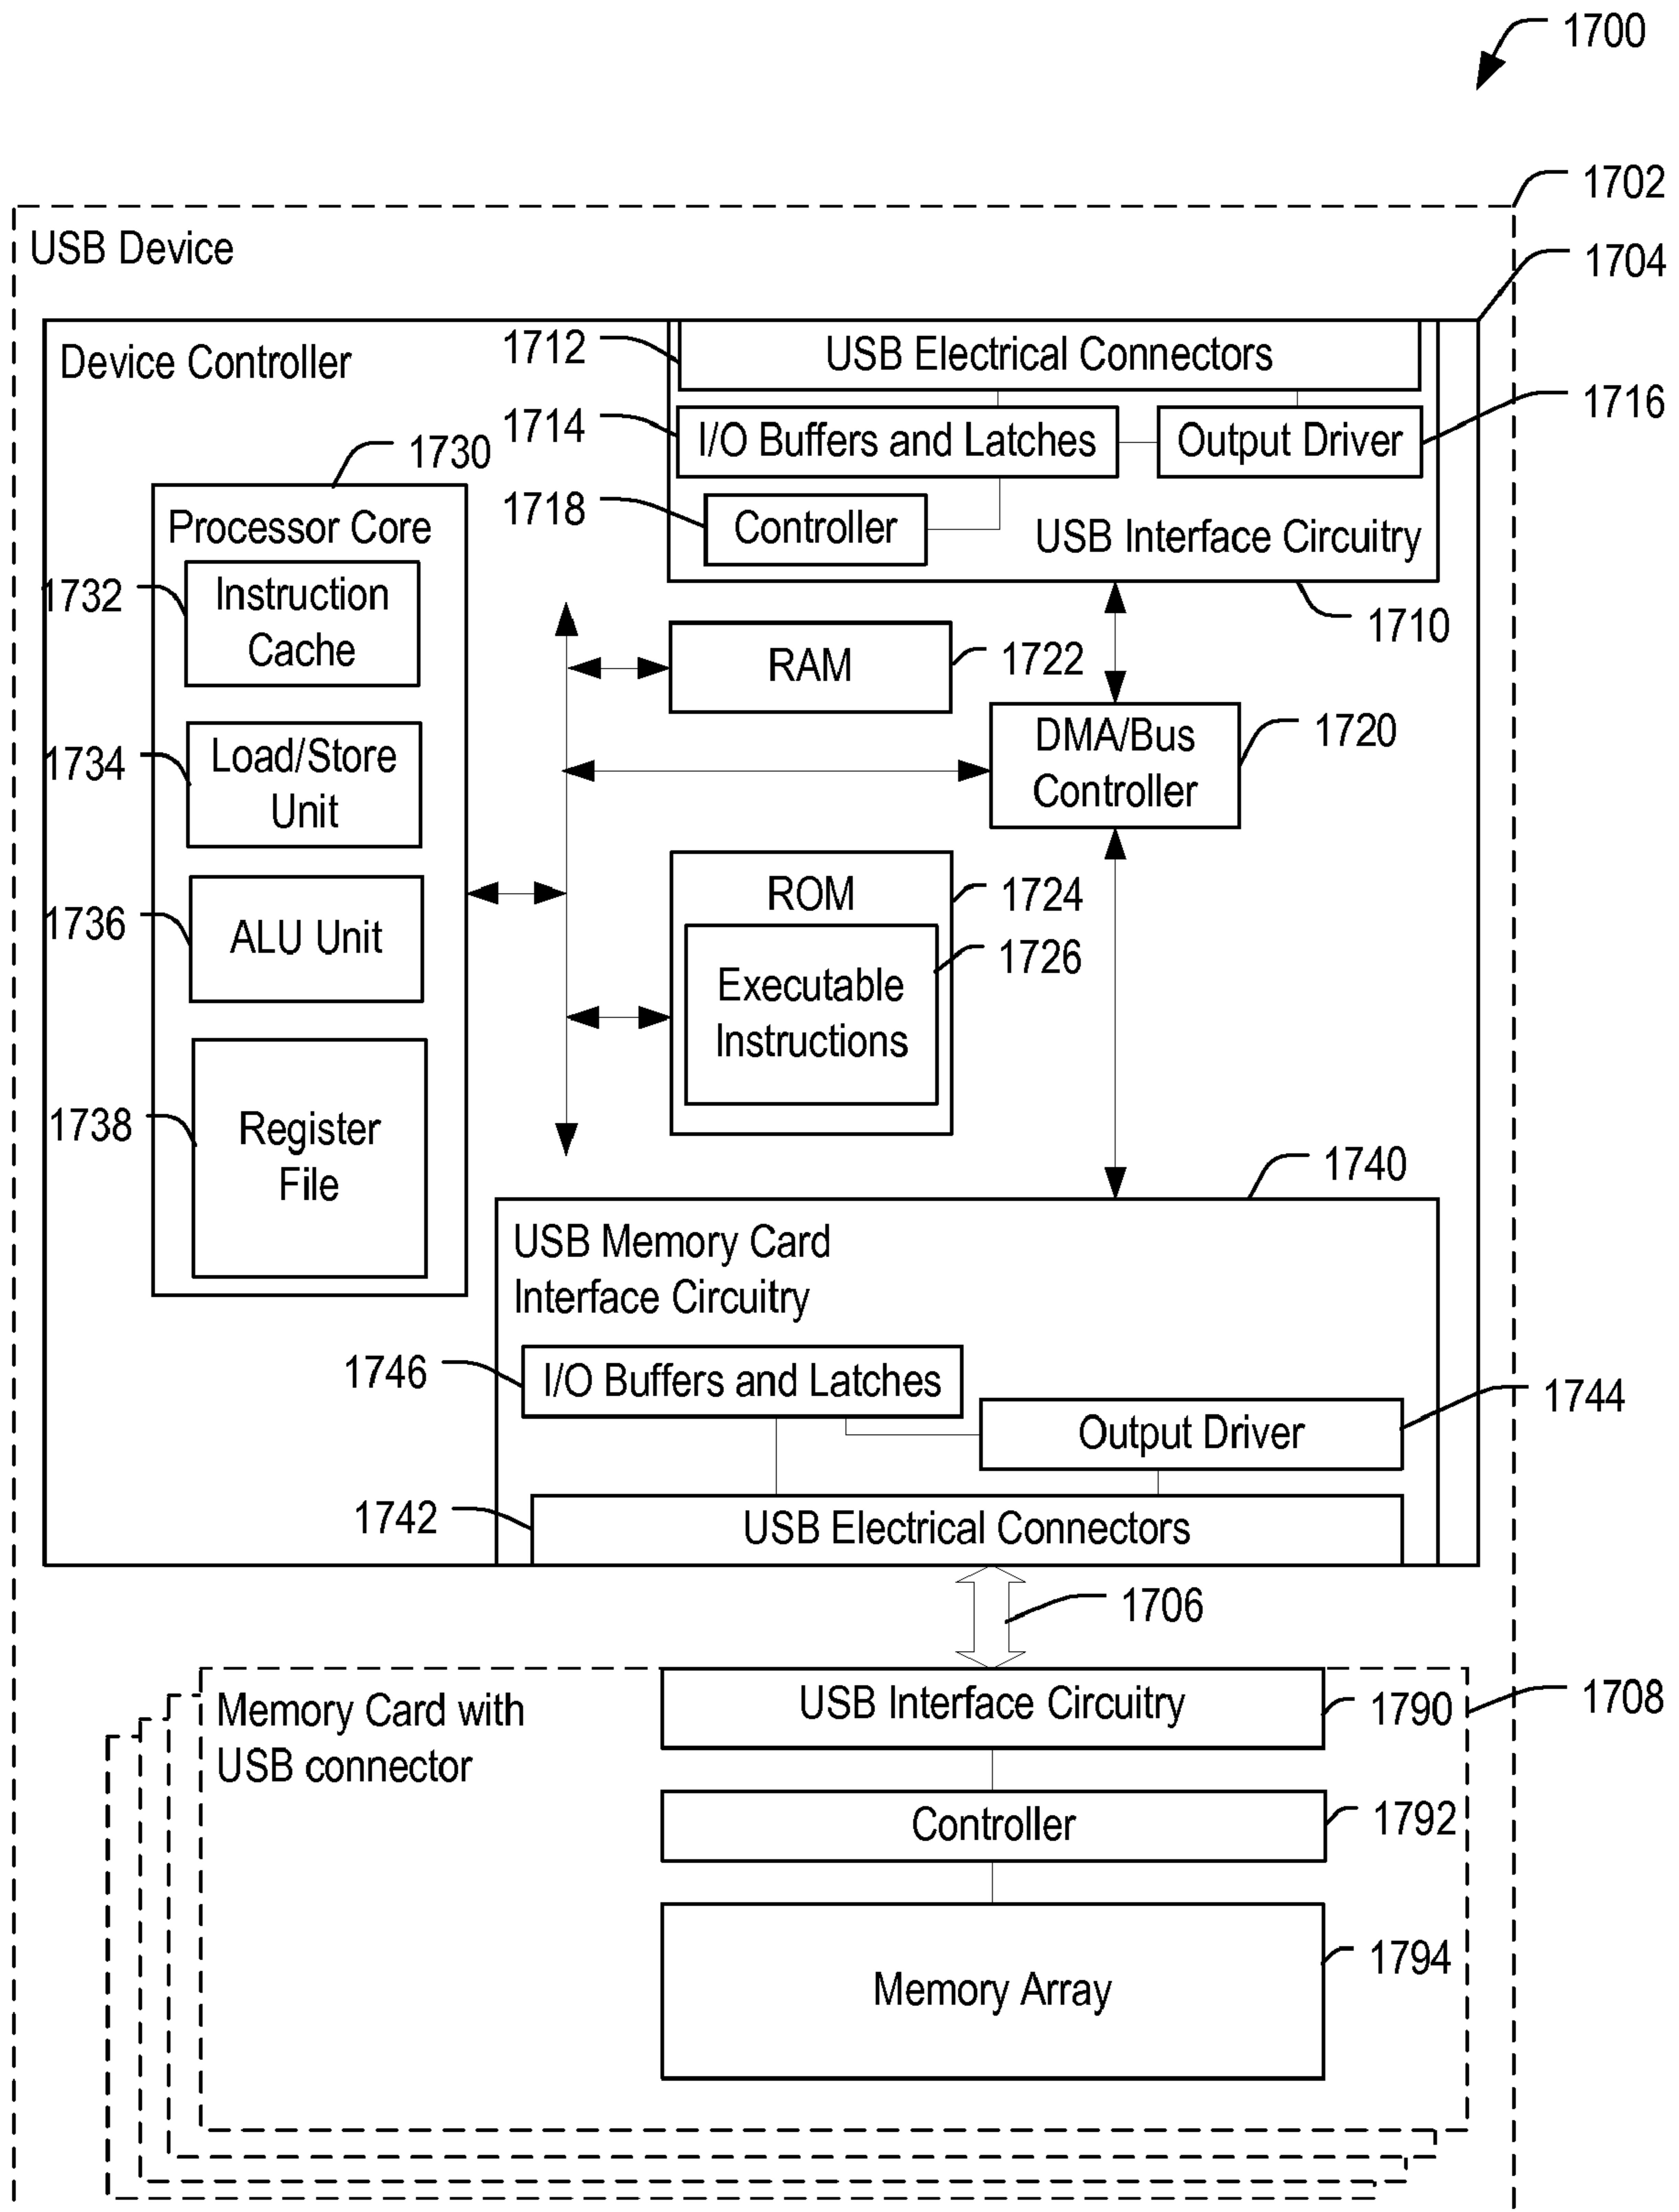 1700
1702
USB Device
1704
Device Controller
1712
USB Electrical Connectors
1714
I/O Buffers and Latches
Output Driver
1716
1718
Controller
USB Interface Circuitry
1710
1730
Processor Core
1732
Instruction
Cache
1734
Load/Store
Unit
1736
ALU Unit
1738
Register
File
RAM
1722
DMA/Bus
Controller
1720
ROM
1724
Executable
Instructions
1726
1740
USB Memory Card
Interface Circuitry
1746
I/O Buffers and Latches
Output Driver
1744
1742
USB Electrical Connectors
1706
Memory Card with
USB connector
USB Interface Circuitry
1790
1708
Controller
1792
Memory Array
1794